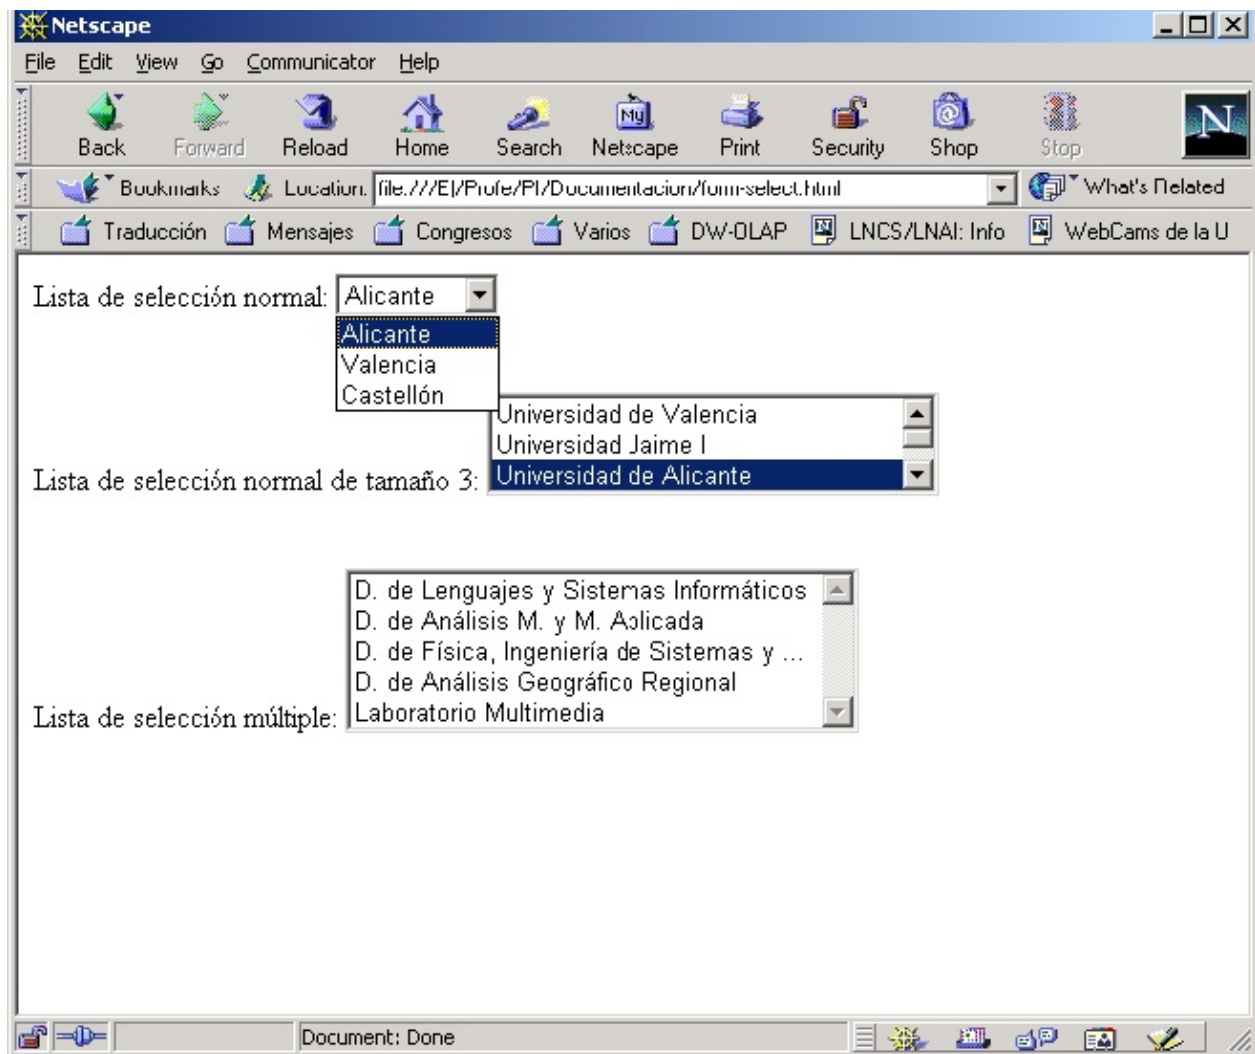 Netscape
File Edit View Go Communicator Help
Back Forward Reload Home Search Netscape Print Security Shop Stop
My
N
Bookmarks Location: file:///E|/Profe/PI/Documentacion/form-select.html What's Related
Traducción Mensajes Congresos Varios DW-OLAP LNCS/LNAI: Info WebCams de la U
Lista de selección normal: Alicante
Alicante
Valencia
Castellón
Universidad de Valencia
Universidad Jaime I
Lista de selección normal de tamaño 3: Universidad de Alicante
D. de Lenguajes y Sistemas Informáticos
D. de Análisis M. y M. Aplicada
D. de Física, Ingeniería de Sistemas y ...
D. de Análisis Geográfico Regional
Lista de selección múltiple: Laboratorio Multimedia
Document: Done